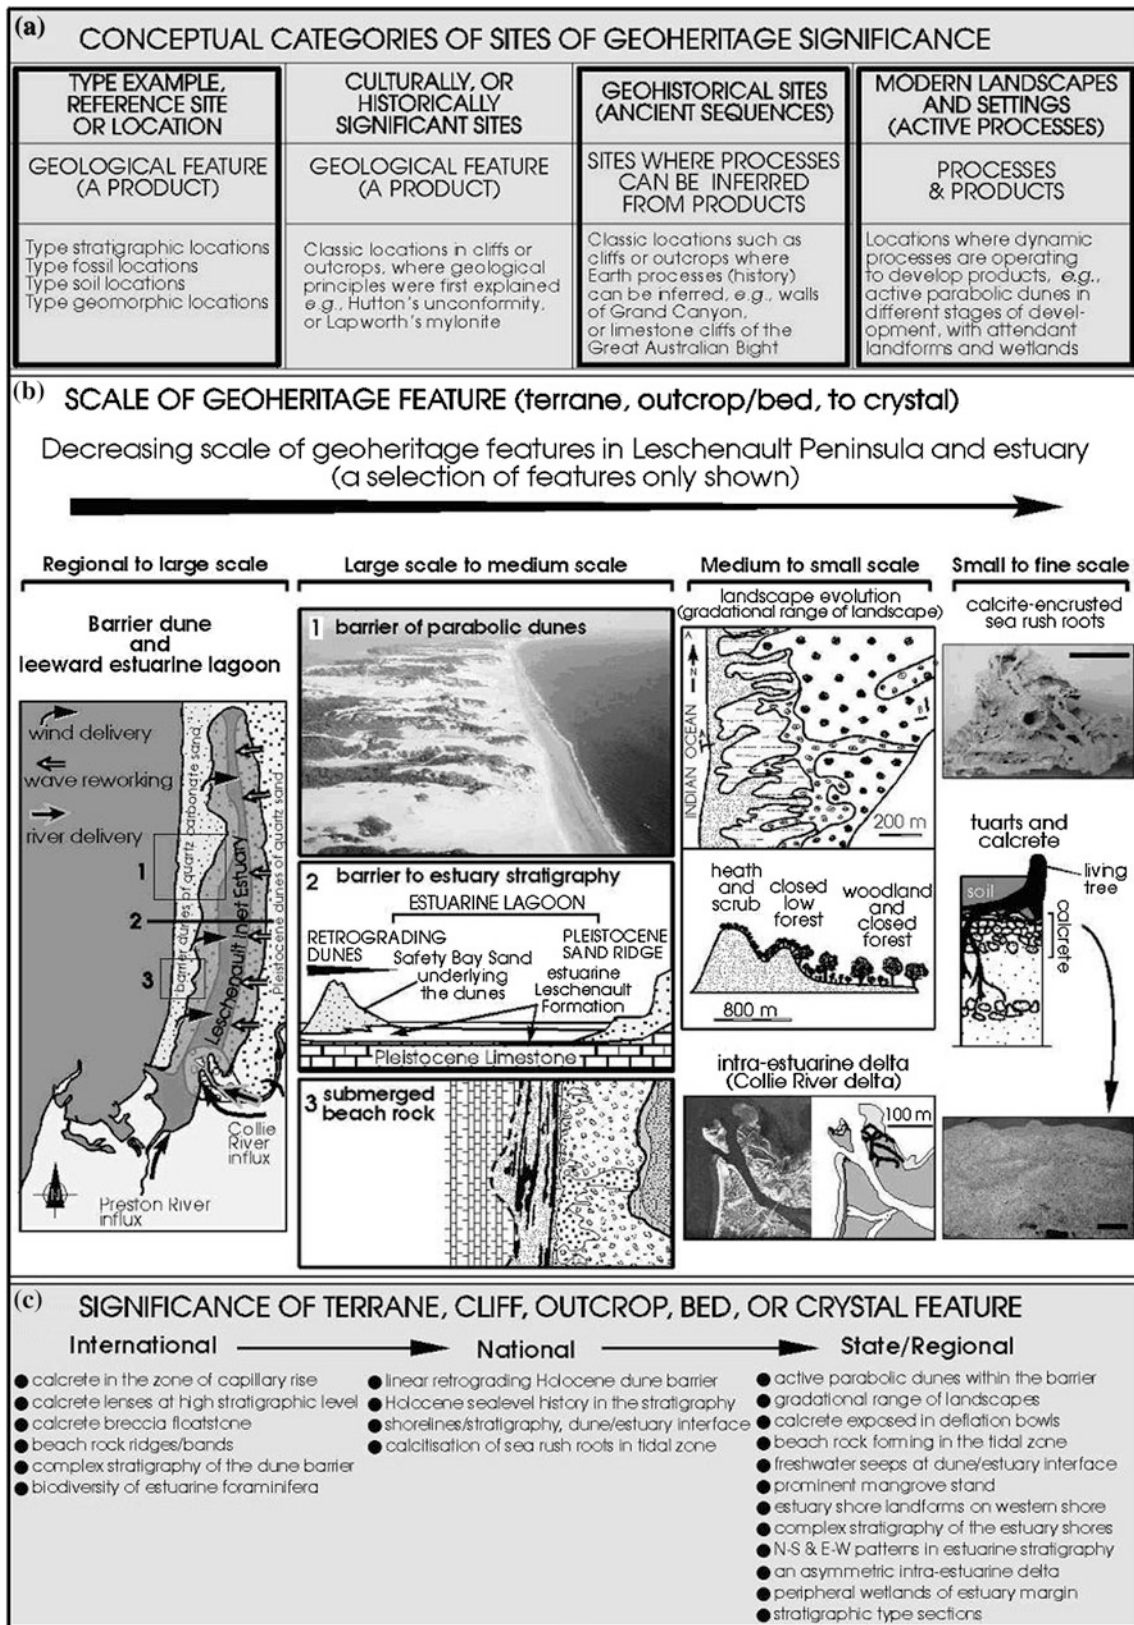 (a)
CONCEPTUAL CATEGORIES OF SITES OF GEOHERITAGE SIGNIFICANCE
TYPE EXAMPLE,
REFERENCE SITE
OR LOCATION
GEOLOGICAL FEATURE
(A PRODUCT)
Type stratigraphic locations
Type fossil locations
Type soil locations
Type geomorphic locations
CULTURALLY, OR
HISTORICALLY
SIGNIFICANT SITES
GEOLOGICAL FEATURE
(A PRODUCT)
Classic locations in cliffs or
outcrops, where geological
principles were first explained
e.g., Hutton's unconformity,
or Lapworth's mylonite
GEOHISTORICAL SITES
(ANCIENT SEQUENCES)
SITES WHERE PROCESSES
CAN BE INFERRED
FROM PRODUCTS
Classic locations such as
cliffs or outcrops where
Earth processes (history)
can be inferred, e.g., walls
of Grand Canyon,
or limestone cliffs of the
Great Australian Bight
MODERN LANDSCAPES
AND SETTINGS
(ACTIVE PROCESSES)
PROCESSES
& PRODUCTS
Locations where dynamic
processes are operating
to develop products, e.g.,
active parabolic dunes in
different stages of devel-
opment, with attendant
landforms and wetlands
(b)
SCALE OF GEOHERITAGE FEATURE (terrane, outcrop/bed, to crystal)
Decreasing scale of geoheritage features in Leschenault Peninsula and estuary
(a selection of features only shown)
Regional to large scale
Barrier dune
and
leeward estuarine lagoon
wind delivery
wave reworking
river delivery
1
2
3
barrier dunes of quartz carbonate sand
Leschenault Inlet Estuary
Pleistocene dunes of quartz sand
Collie
River
influx
Preston River
influx
N
Large scale to medium scale
1 barrier of parabolic dunes
2 barrier to estuary stratigraphy
ESTUARINE LAGOON
RETROGRADING
DUNES
Safety Bay Sand
underlying
the dunes
PLEISTOCENE
SAND RIDGE
estuarine
Leschenault
Formation
Pleistocene Limestone
3 submerged
beach rock
Medium to small scale
landscape evolution
(gradational range of landscape)
A
N
INDIAN OCEAN
A
B
200 m
heath
and
scrub
closed
low
forest
woodland
and
closed
forest
800 m
intra-estuarine delta
(Collie River delta)
100 m
Small to fine scale
calcite-encrusted
sea rush roots
tuarts and
calcrete
living
tree
soil
calcrete
(c)
SIGNIFICANCE OF TERRANE, CLIFF, OUTCROP, BED, OR CRYSTAL FEATURE
International
● calcrete in the zone of capillary rise
● calcrete lenses at high stratigraphic level
● calcrete breccia floatstone
● beach rock ridges/bands
● complex stratigraphy of the dune barrier
● biodiversity of estuarine foraminifera
National
● linear retrograding Holocene dune barrier
● Holocene sealevel history in the stratigraphy
● shorelines/stratigraphy, dune/estuary interface
● calcitisation of sea rush roots in tidal zone
State/Regional
● active parabolic dunes within the barrier
● gradational range of landscapes
● calcrete exposed in deflation bowls
● beach rock forming in the tidal zone
● freshwater seeps at dune/estuary interface
● prominent mangrove stand
● estuary shore landforms on western shore
● complex stratigraphy of the estuary shores
● N-S & E-W patterns in estuarine stratigraphy
● an asymmetric intra-estuarine delta
● peripheral wetlands of estuary margin
● stratigraphic type sections